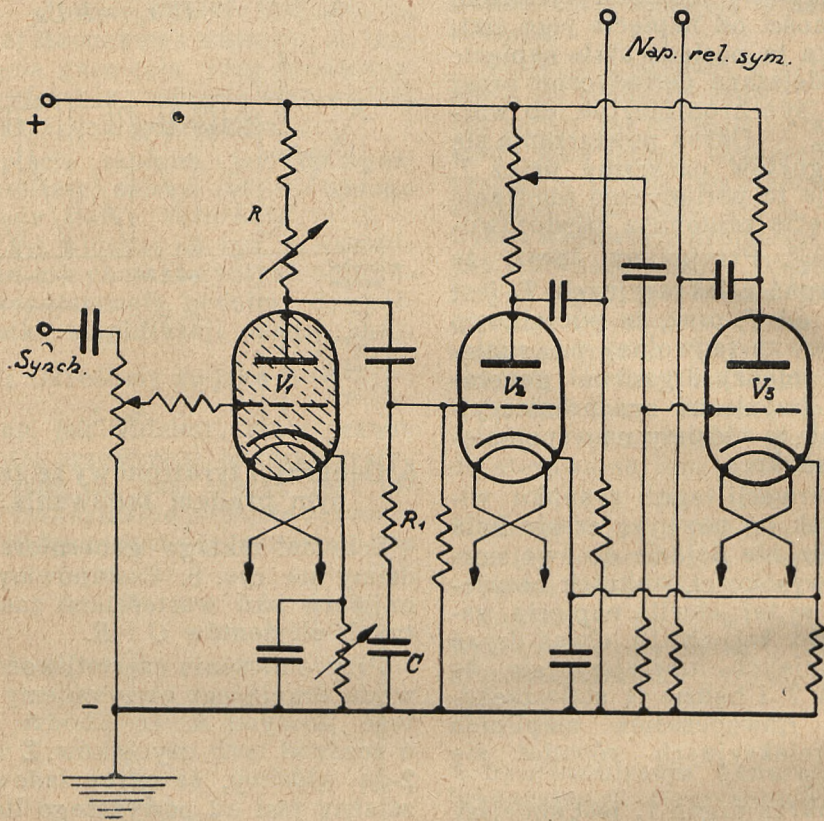 Nap. rel. sym.
+
R
Synch.
V1
V2
V3
R1
C
-